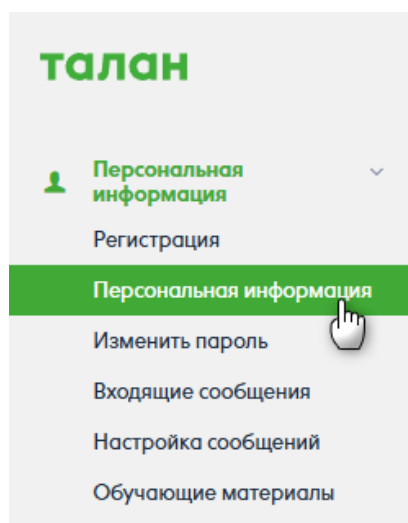 талан
Персональная
информация
Регистрация
Персональная информация
Изменить пароль
Входящие сообщения
Настройка сообщений
Обучающие материалы